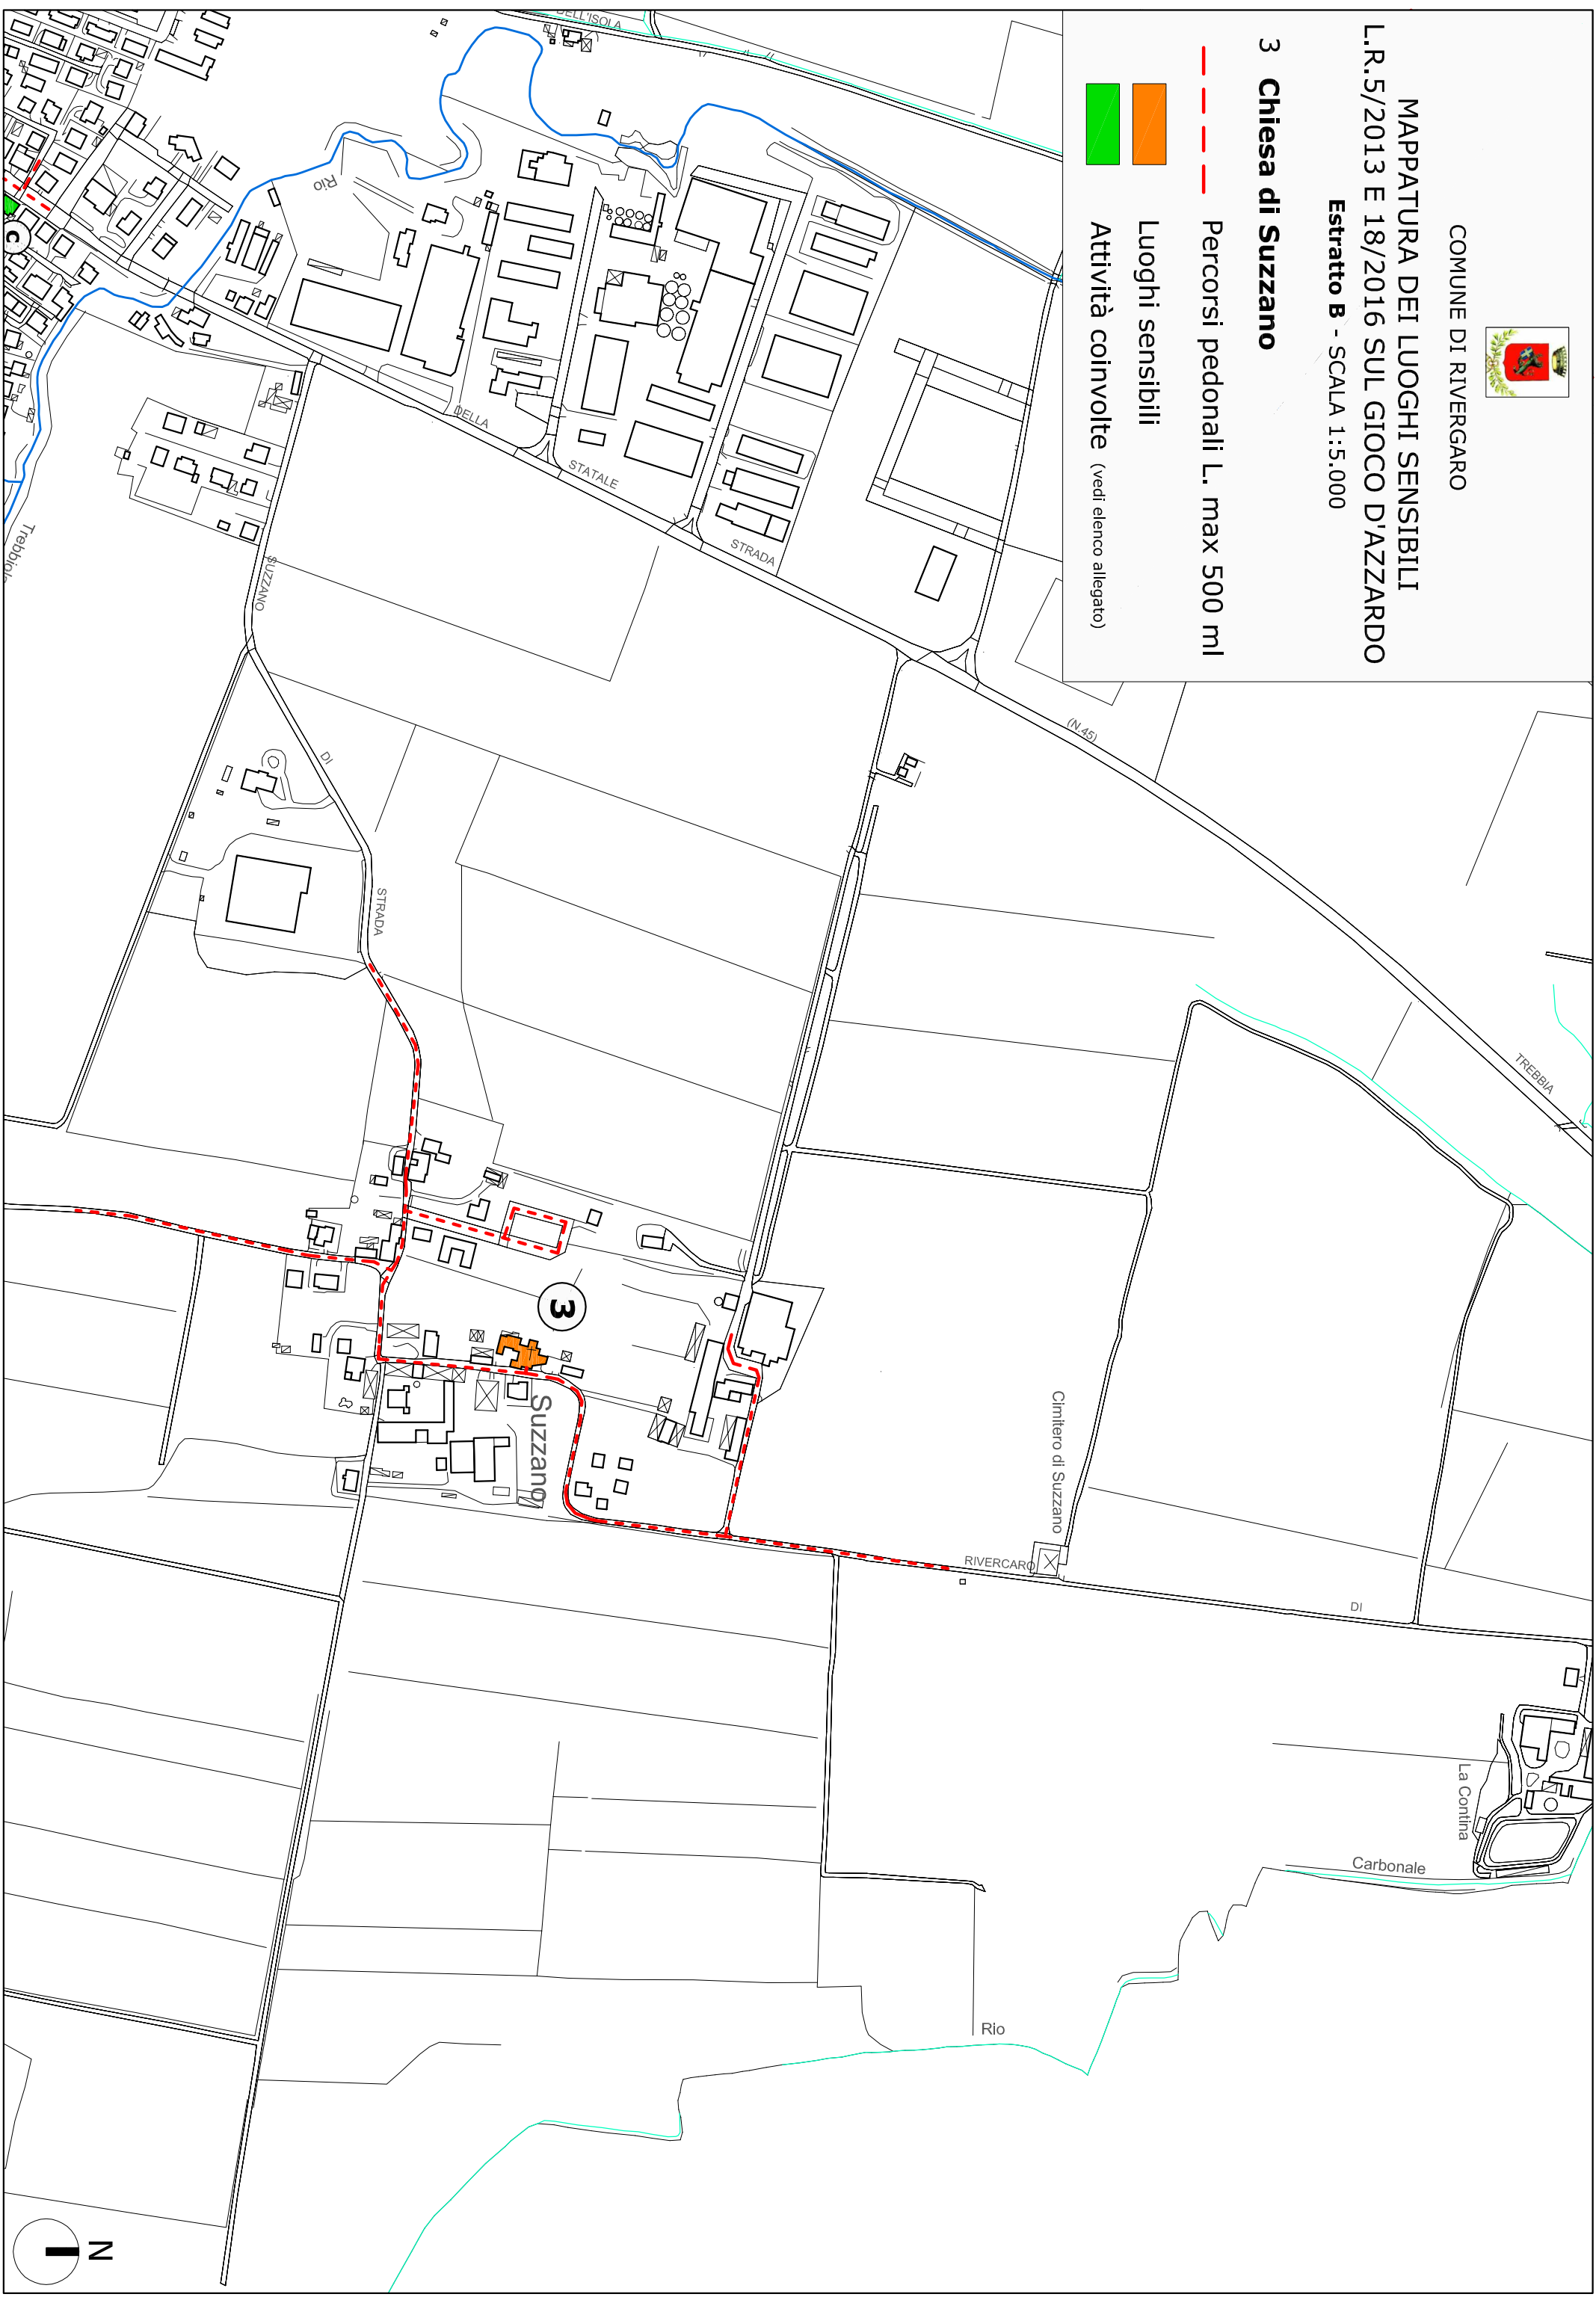 COMUNE DI RIVERGARO
MAPPATURA DEI LUOGHI SENSIBILI
L.R.5/2013 E 18/2016 SUL GIOCO D'AZZARDO
Estratto B - SCALA 1:5.000
3 Chiesa di Suzzano
Percorsi pedonali L. max 500 ml
Luoghi sensibili
Attività coinvolte (vedi elenco allegato)
DELL'ISOLA
Rio
C
DELLA
STATALE
STRADA
(N.45)
TREBBIA
SUZZANO
DI
STRADA
3
Suzzano
Cimitero di Suzzano
RIVERCARO
DI
La Contina
Carbonale
Rio
N